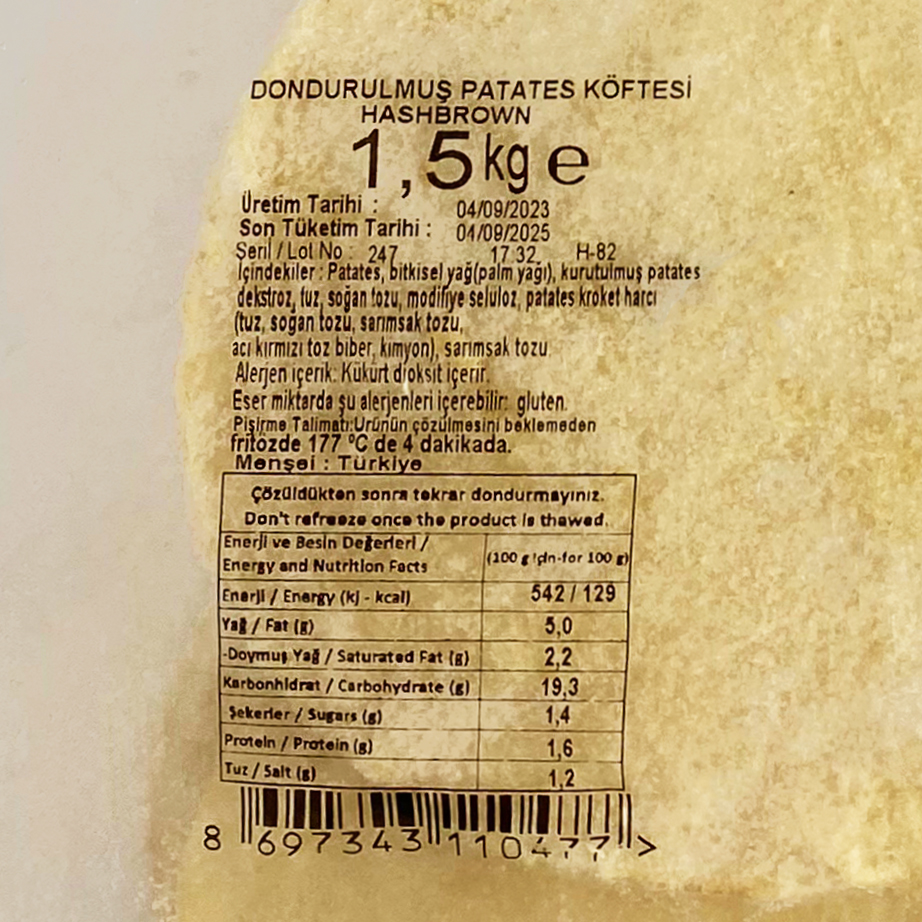 DONDURULMUŞ PATATES KÖFTESİ
HASHBROWN
1,5kg e
Üretim Tarihi : 04/09/2023
Son Tüketim Tarihi : 04/09/2025
Seril / Lot No : 247 17 32 H-82
İçindekiler : Patates, bitkisel yağ(palm yağı), kurutulmuş patates
dekstroz, tuz, soğan tozu, modifiye selüloz, patates kroket harcı
(tuz, soğan tozu, sarımsak tozu,
acı kırmızı toz biber, kimyon), sarımsak tozu.
Alerjen içerik: Kükürt dioksit içerir.
Eser miktarda şu alerjenleri içerebilir: gluten.
Pişirme Talimatı:Ürünün çözülmesini beklemeden
fritözde 177 °C de 4 dakikada.
Menşei : Türkiye
Çözüldükten sonra tekrar dondurmayınız.
Don't refreeze once the product is thawed.
Enerji ve Besin Değerleri /
Energy and Nutrition Facts (100 g için-for 100 g)
Enerji / Energy (kj - kcal) 542 / 129
Yağ / Fat (g) 5,0
-Doymuş Yağ / Saturated Fat (g) 2,2
Karbonhidrat / Carbohydrate (g) 19,3
Şekerler / Sugars (g) 1,4
Protein / Protein (g) 1,6
Tuz / Salt (g) 1,2
8 697343 110477 >